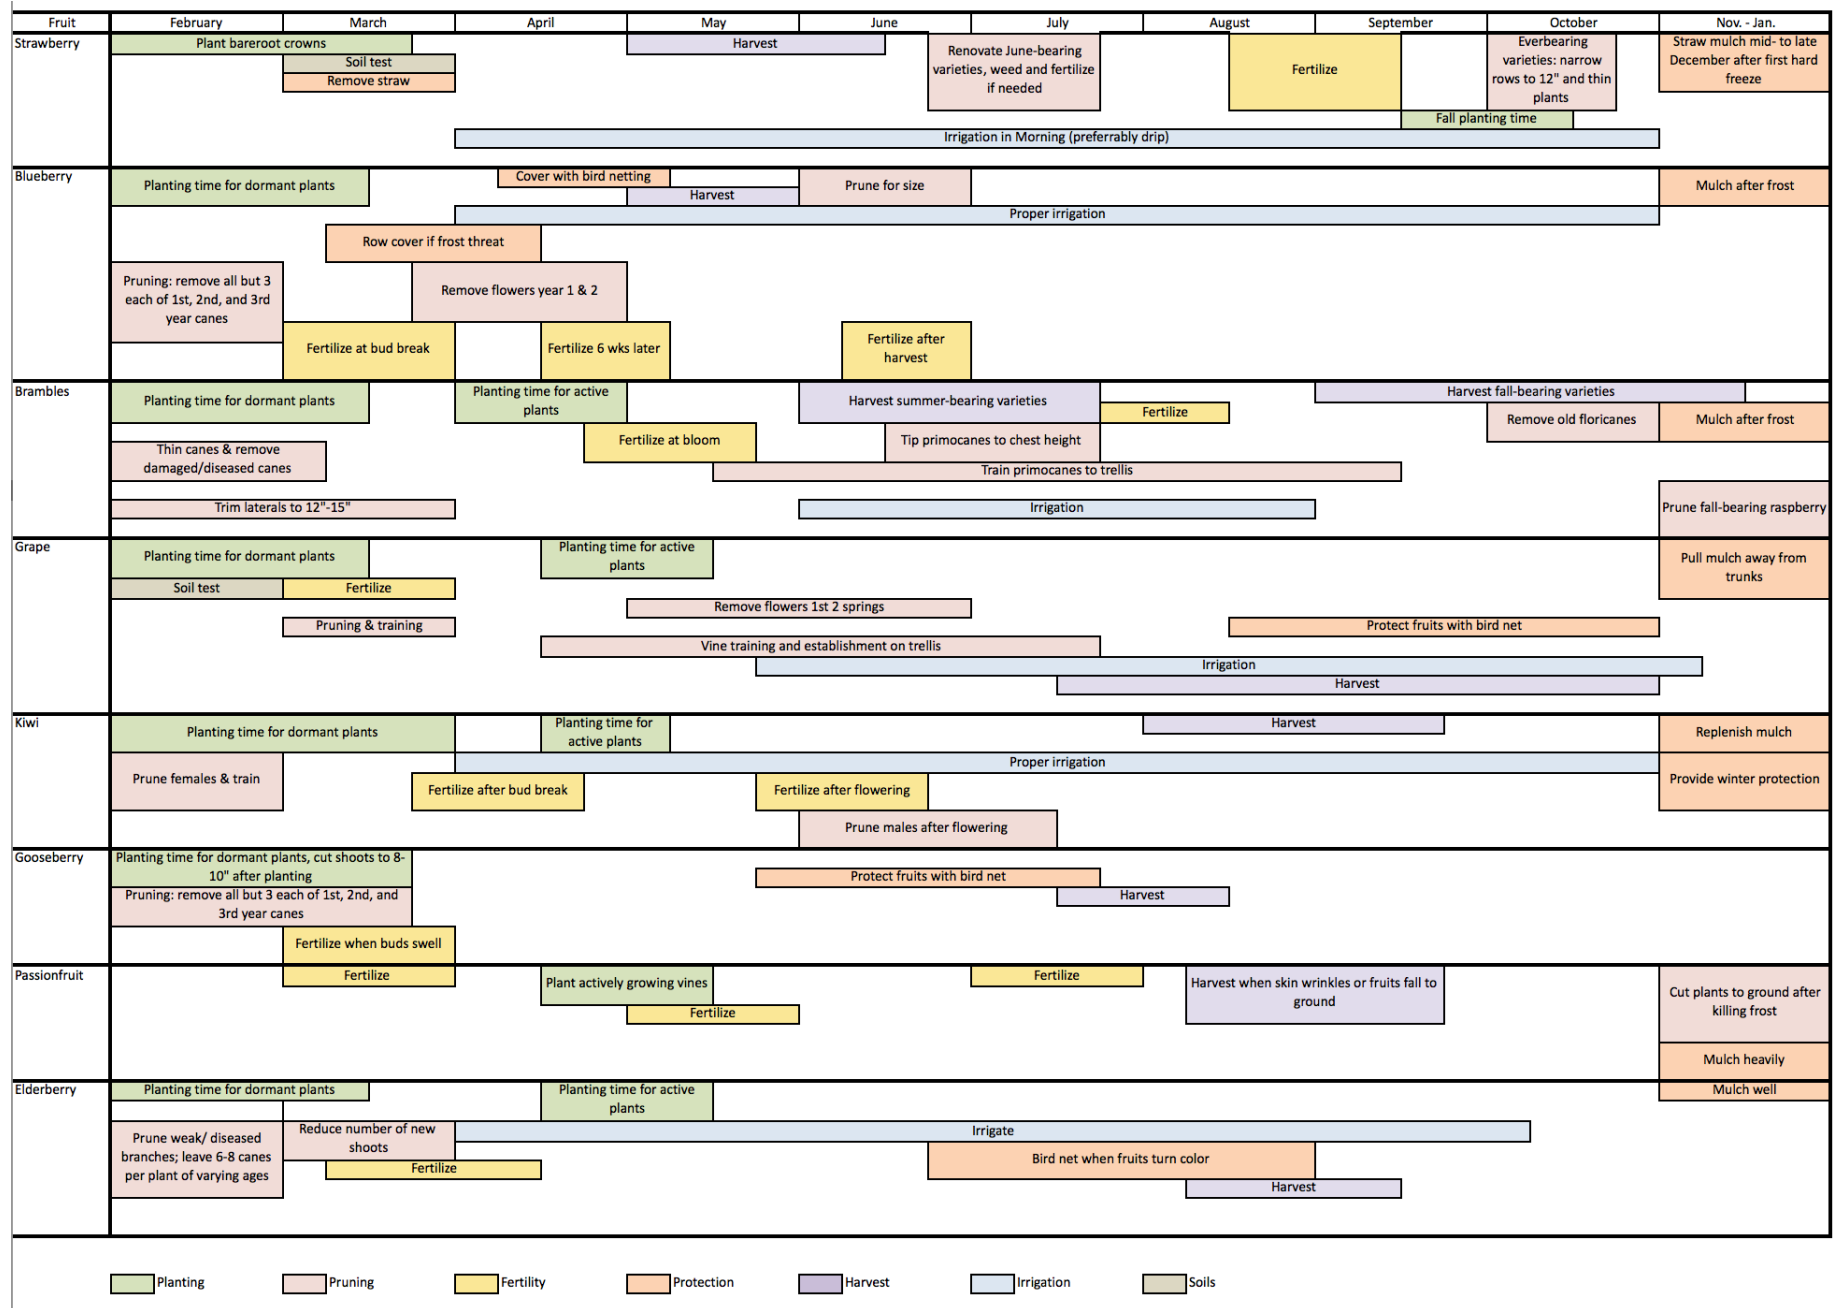 Fruit February March April May June July August September October Nov. - Jan.
Strawberry
Plant bareroot crowns
Soil test
Remove straw
Harvest
Renovate June-bearing
varieties, weed and fertilize
if needed
Fertilize
Everbearing
varieties: narrow
rows to 12" and thin
plants
Straw mulch mid- to late
December after first hard
freeze
Fall planting time
Irrigation in Morning (preferrably drip)
Blueberry
Planting time for dormant plants
Cover with bird netting
Harvest
Prune for size
Mulch after frost
Proper irrigation
Row cover if frost threat
Pruning: remove all but 3
each of 1st, 2nd, and 3rd
year canes
Remove flowers year 1 & 2
Fertilize at bud break
Fertilize 6 wks later
Fertilize after
harvest
Brambles
Planting time for dormant plants
Planting time for active
plants
Harvest summer-bearing varieties
Fertilize
Harvest fall-bearing varieties
Remove old floricanes
Mulch after frost
Thin canes & remove
damaged/diseased canes
Fertilize at bloom
Tip primocanes to chest height
Train primocanes to trellis
Trim laterals to 12"-15"
Irrigation
Prune fall-bearing raspberry
Grape
Planting time for dormant plants
Planting time for active
plants
Pull mulch away from
trunks
Soil test
Fertilize
Remove flowers 1st 2 springs
Pruning & training
Protect fruits with bird net
Vine training and establishment on trellis
Irrigation
Harvest
Kiwi
Planting time for dormant plants
Planting time for
active plants
Harvest
Replenish mulch
Prune females & train
Proper irrigation
Provide winter protection
Fertilize after bud break
Fertilize after flowering
Prune males after flowering
Gooseberry
Planting time for dormant plants, cut shoots to 8-
10" after planting
Pruning: remove all but 3 each of 1st, 2nd, and
3rd year canes
Protect fruits with bird net
Harvest
Fertilize when buds swell
Passionfruit
Fertilize
Plant actively growing vines
Fertilize
Fertilize
Harvest when skin wrinkles or fruits fall to
ground
Cut plants to ground after
killing frost
Mulch heavily
Elderberry
Planting time for dormant plants
Planting time for active
plants
Mulch well
Prune weak/ diseased
branches; leave 6-8 canes
per plant of varying ages
Reduce number of new
shoots
Irrigate
Fertilize
Bird net when fruits turn color
Harvest
Planting
Pruning
Fertility
Protection
Harvest
Irrigation
Soils